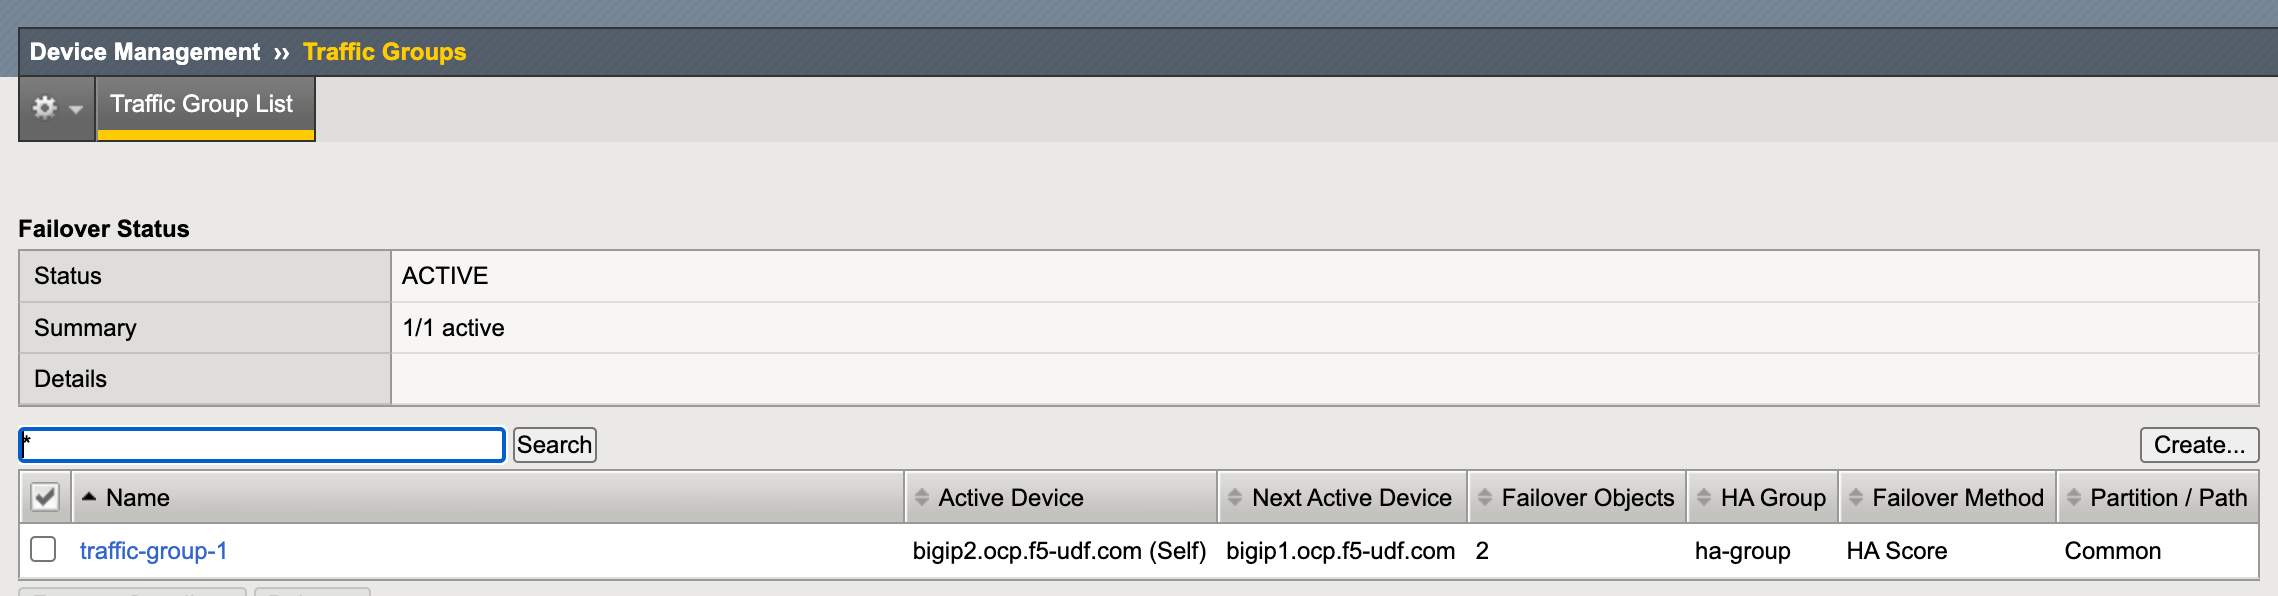 Device Management ›› Traffic Groups
Traffic Group List
Failover Status
Status ACTIVE
Summary 1/1 active
Details
* Search Create...
Name Active Device Next Active Device Failover Objects HA Group Failover Method Partition / Path
traffic-group-1 bigip2.ocp.f5-udf.com (Self) bigip1.ocp.f5-udf.com 2 ha-group HA Score Common